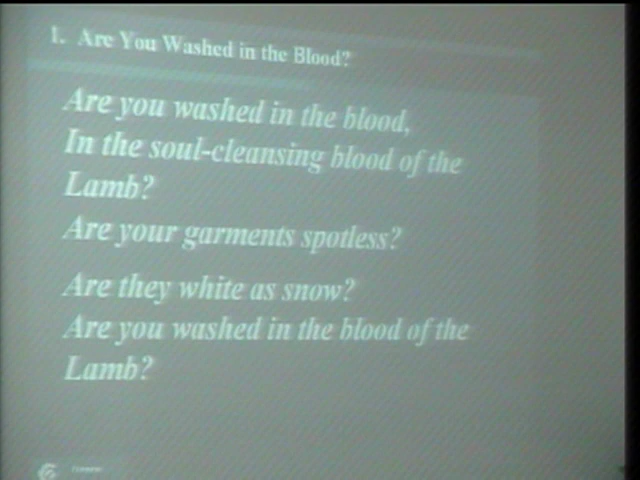 1. Are You Washed in the Blood?
Are you washed in the blood,
In the soul-cleansing blood of the
Lamb?
Are your garments spotless?
Are they white as snow?
Are you washed in the blood of the
Lamb?